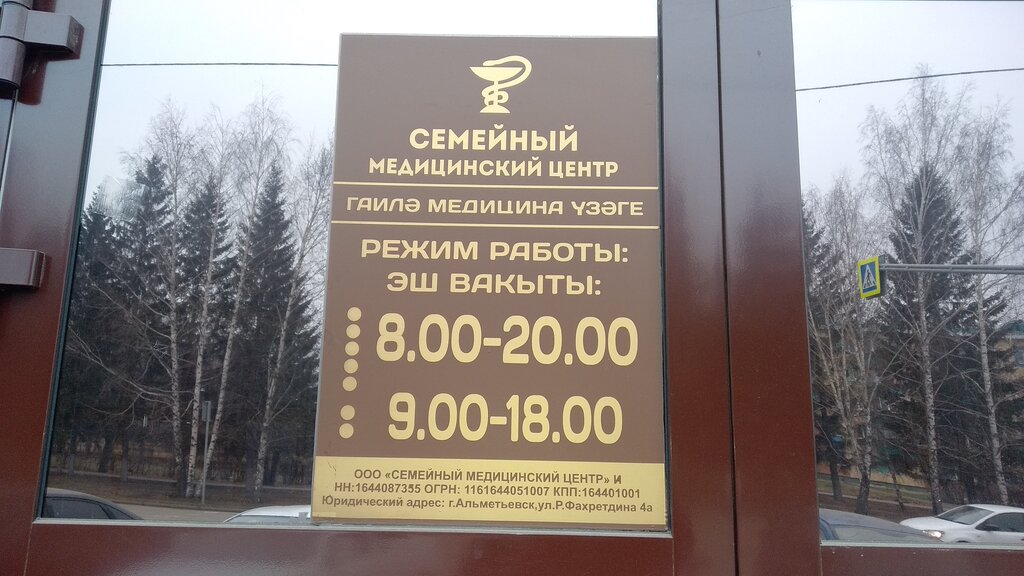 СЕМЕЙНЫЙ
МЕДИЦИНСКИЙ ЦЕНТР
ГАИЛӘ МЕДИЦИНА ҮЗӘГЕ
РЕЖИМ РАБОТЫ:
ЭШ ВАКЫТЫ:
8.00-20.00
9.00-18.00
ООО «СЕМЕЙНЫЙ МЕДИЦИНСКИЙ ЦЕНТР» И
НН:1644087355 ОГРН: 1161644051007 КПП:164401001
Юридический адрес: г.Альметьевск,ул.Р.Фахретдина 4а